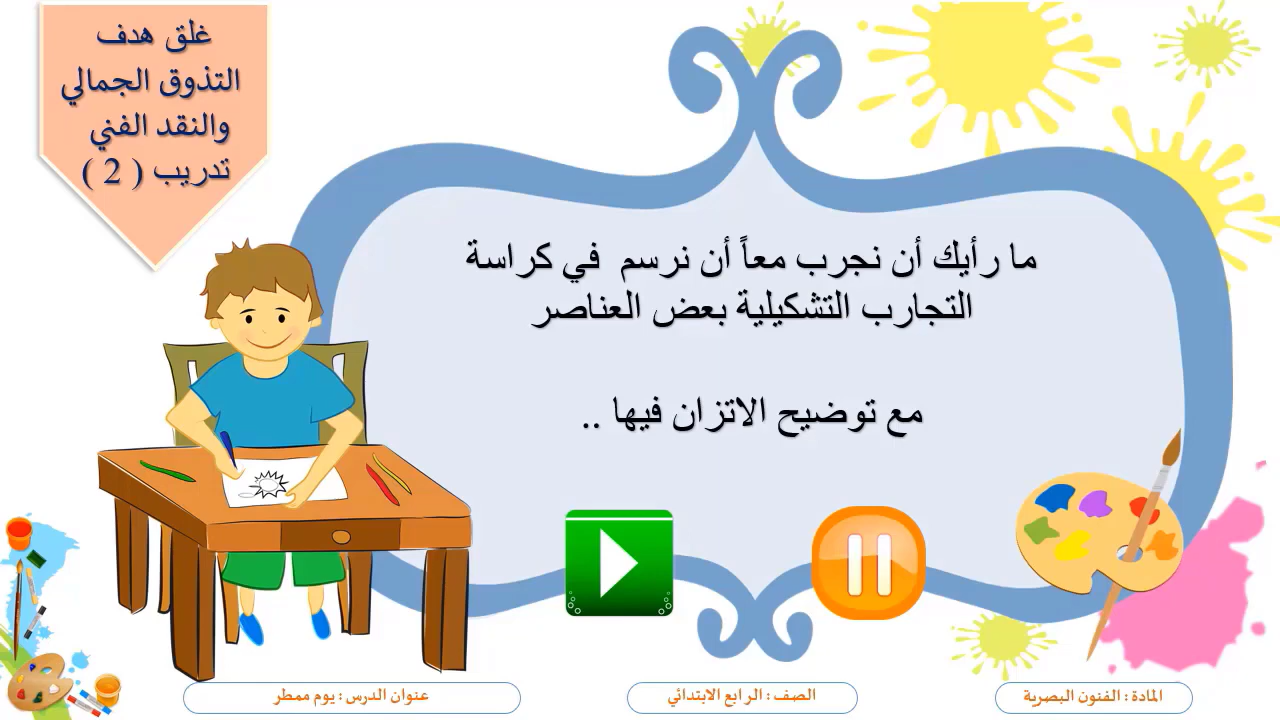 غلق هدف
التذوق الجمالي
والنقد الفني
تدريب ( 2 )
ما رأيك أن نجرب معاً أن نرسم في كراسة
التجارب التشكيلية بعض العناصر
مع توضيح الاتزان فيها ..
المادة : الفنون البصرية
الصف : الرابع الابتدائي
عنوان الدرس : يوم ممطر